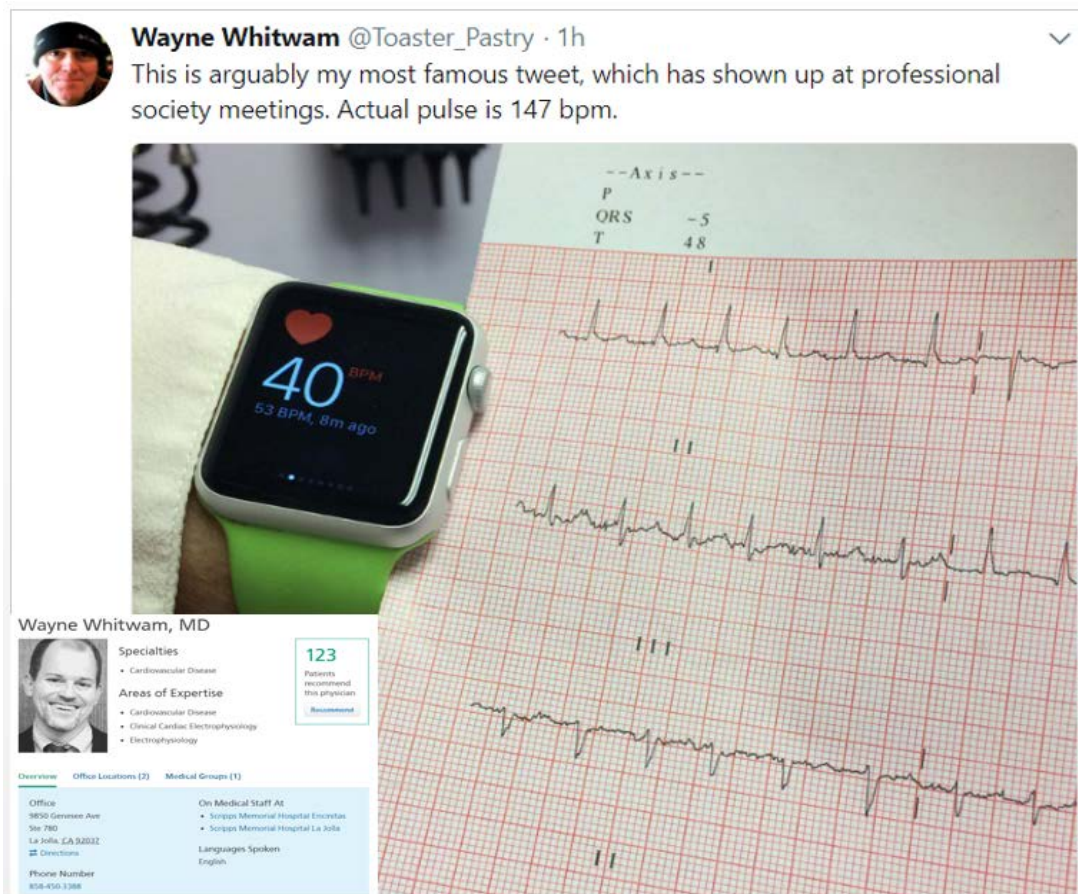 Wayne Whitwam @Toaster_Pastry · 1h
This is arguably my most famous tweet, which has shown up at professional
society meetings. Actual pulse is 147 bpm.
--Axis--
P
QRS -5
T 48
I
40 BPM
53 BPM, 8m ago
II
III
II
Wayne Whitwam, MD
Specialties
• Cardiovascular Disease
Areas of Expertise
• Cardiovascular Disease
• Clinical Cardiac Electrophysiology
• Electrophysiology
123
Patients
recommend
this physician
Recommend
Overview Office Locations (2) Medical Groups (1)
Office
9850 Genesee Ave
Ste 780
La Jolla, CA 92037
Directions
Phone Number
858-450-3388
On Medical Staff At
• Scripps Memorial Hospital Encinitas
• Scripps Memorial Hospital La Jolla
Languages Spoken
English